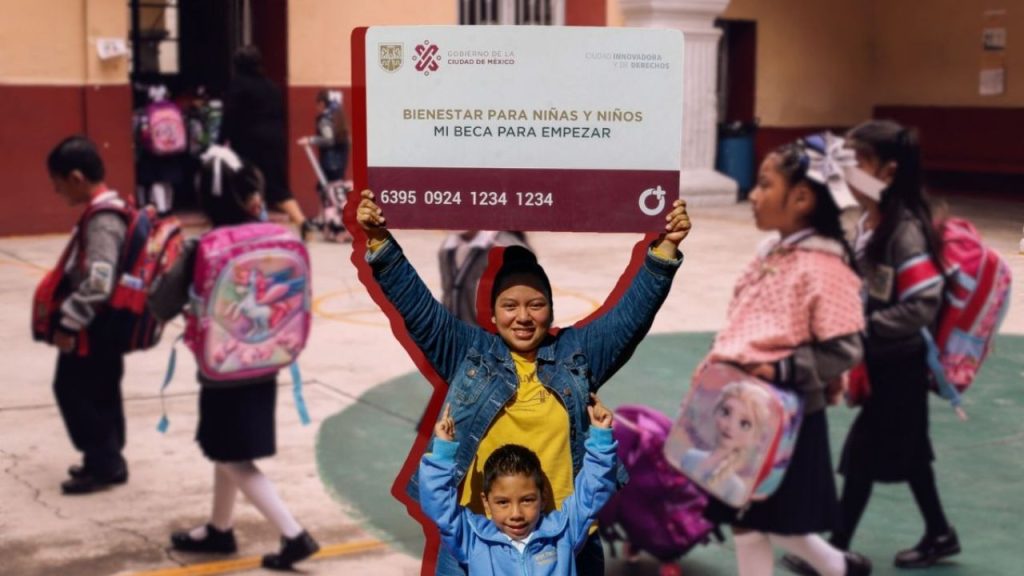 GOBIERNO DE LA
CIUDAD DE MÉXICO
CIUDAD INNOVADORA
Y DE DERECHOS
BIENESTAR PARA NIÑAS Y NIÑOS
MI BECA PARA EMPEZAR
6395 0924 1234 1234